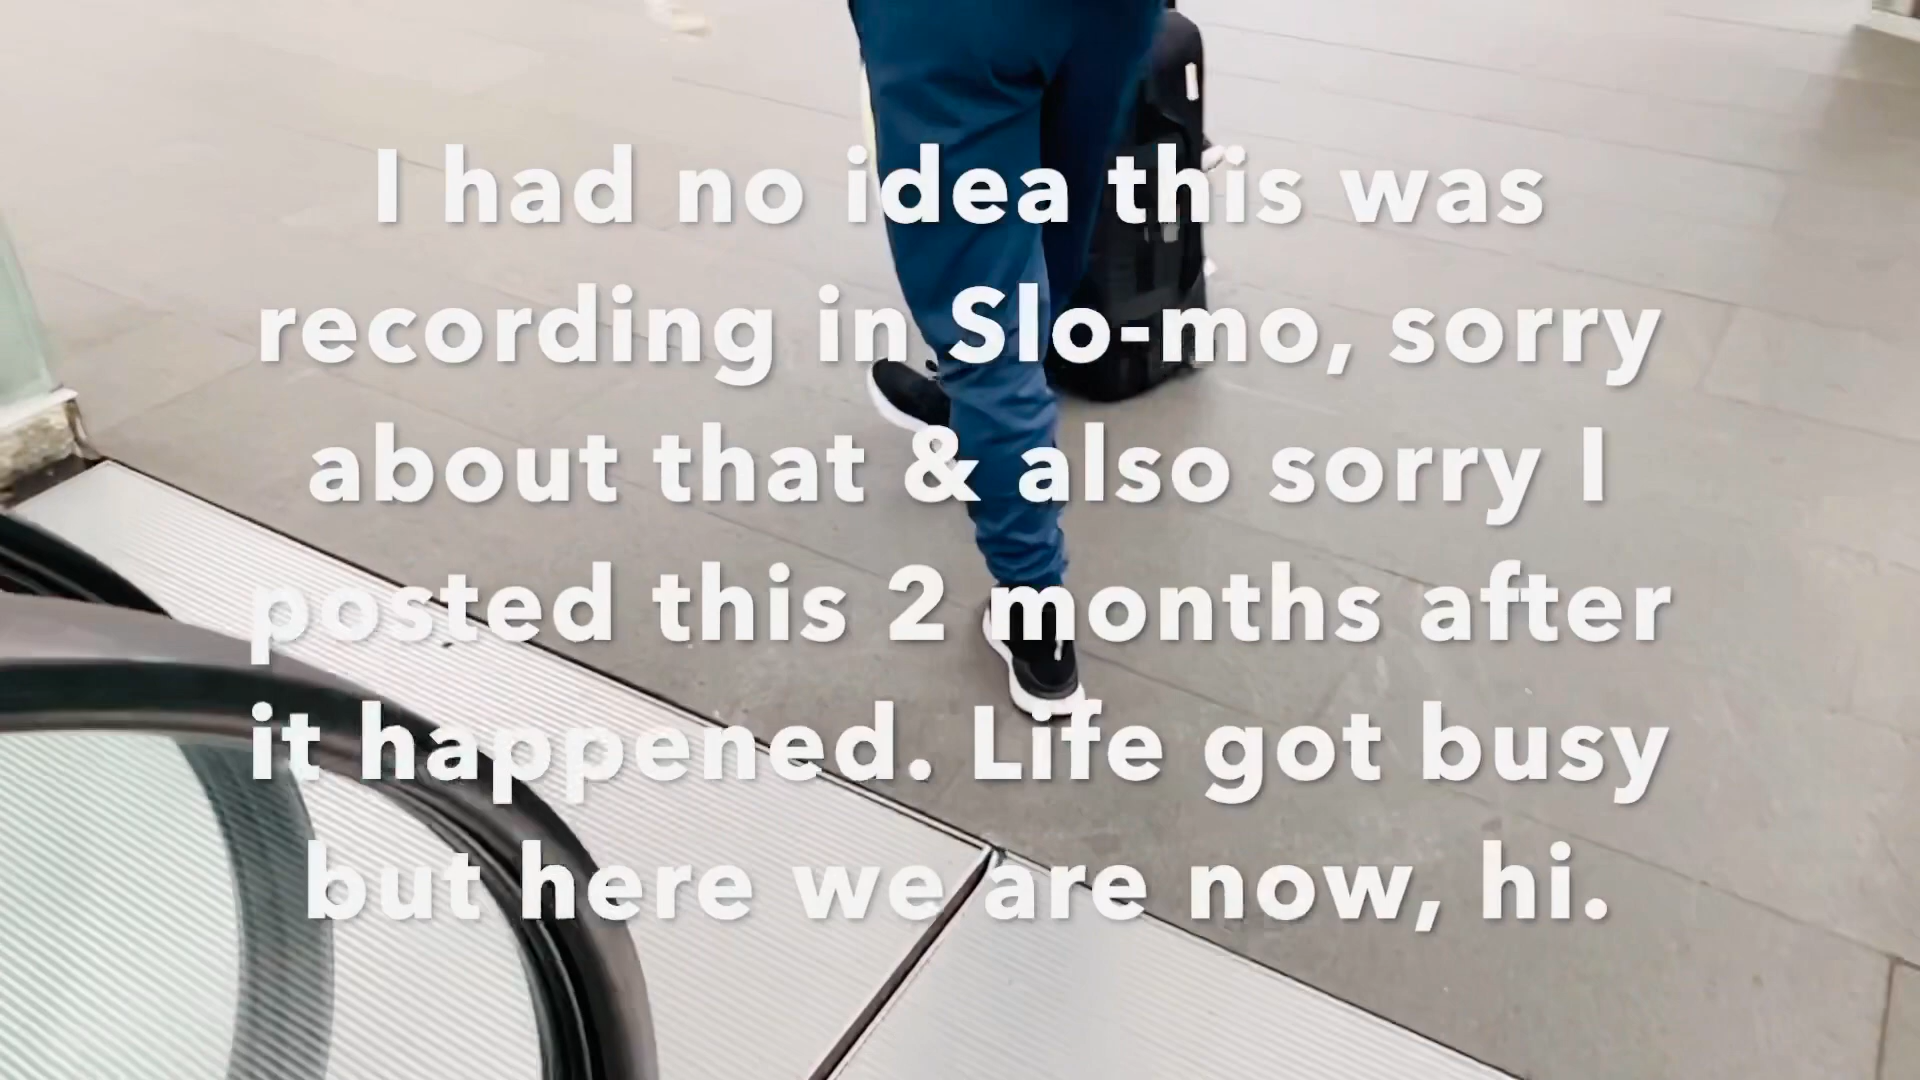 I had no idea this was
recording in Slo-mo, sorry
about that & also sorry I
posted this 2 months after
it happened. Life got busy
but here we are now, hi.